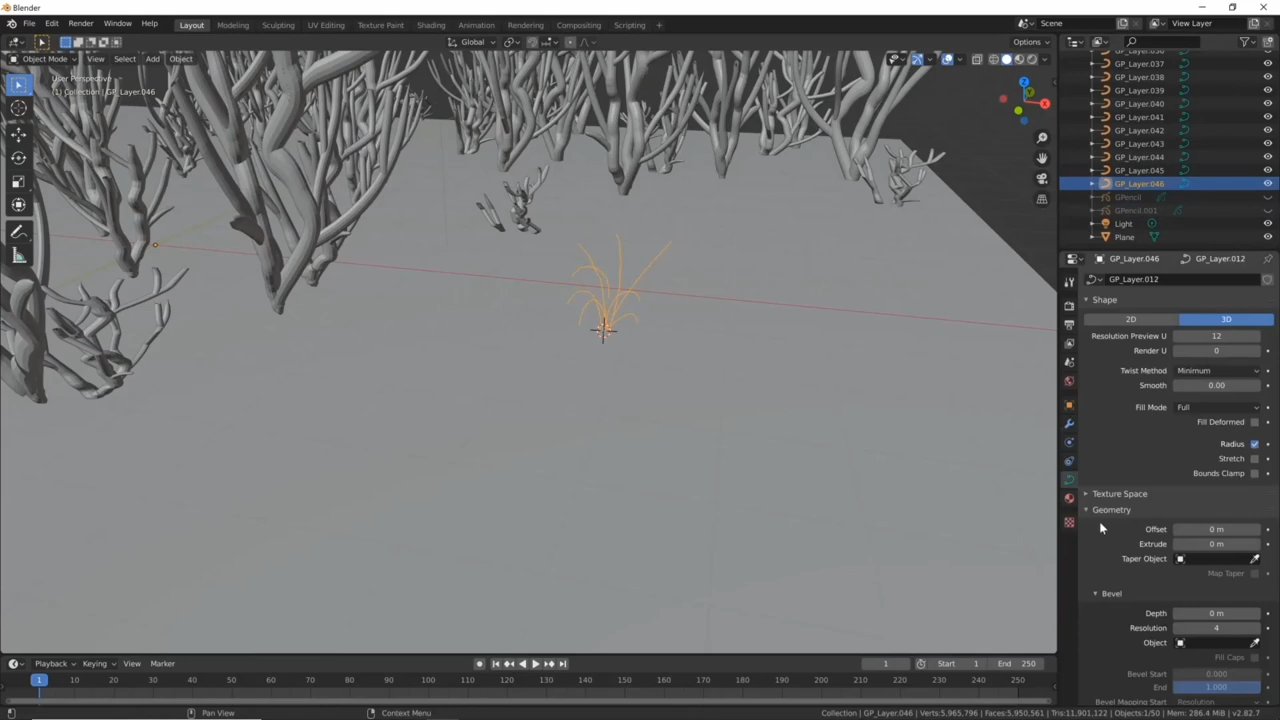 Blender
File Edit Render Window Help Layout Modeling Sculpting UV Editing Texture Paint Shading Animation Rendering Compositing Scripting + Scene View Layer
Global Options
Object Mode View Select Add Object
User Perspective
(1) Collection | GP_Layer.046
Z
Y
X
GP_Layer.037
GP_Layer.038
GP_Layer.039
GP_Layer.040
GP_Layer.041
GP_Layer.042
GP_Layer.043
GP_Layer.044
GP_Layer.045
GP_Layer.046
GPencil
GPencil.001
Light
Plane
GP_Layer.046 GP_Layer.012
GP_Layer.012
Shape
2D 3D
Resolution Preview U 12
Render U 0
Twist Method Minimum
Smooth 0.00
Fill Mode Full
Fill Deformed
Radius
Stretch
Bounds Clamp
Texture Space
Geometry
Offset 0 m
Extrude 0 m
Taper Object
Map Taper
Bevel
Depth 0 m
Resolution 4
Object
Fill Caps
Bevel Start 0.000
End 1.000
Bevel Mapping Start Resolution
Playback Keying View Marker 1 Start 1 End 250
1 10 20 30 40 50 60 70 80 90 100 110 120 130 140 150 160 170 180 190 200 210 220 230 240 250
Pan View Context Menu Collection | GP_Layer.046 | Verts:5,965,796 | Faces:5,950,561 | Tris:11,901,122 | Objects:1/50 | Mem: 286.4 MiB | v2.82.7